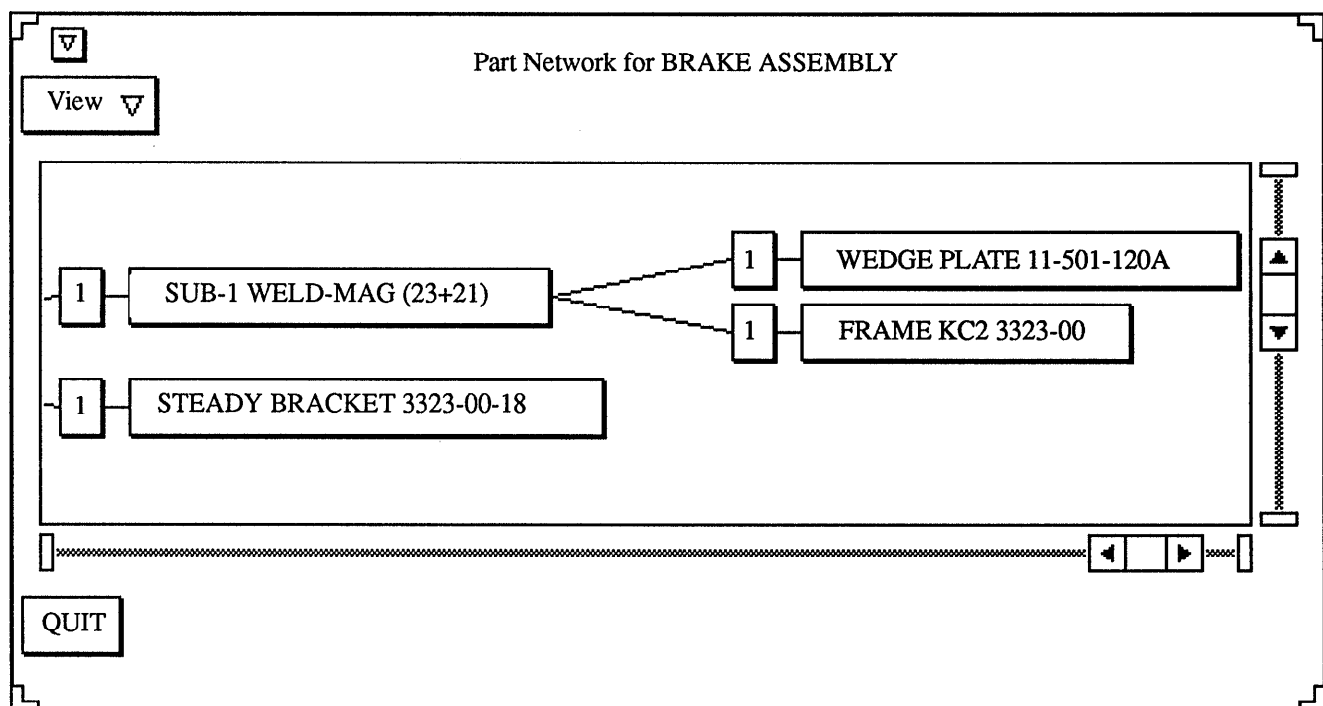 Part Network for BRAKE ASSEMBLY
View
1 WEDGE PLATE 11-501-120A
1 SUB-1 WELD-MAG (23+21)
1 FRAME KC2 3323-00
1 STEADY BRACKET 3323-00-18
QUIT